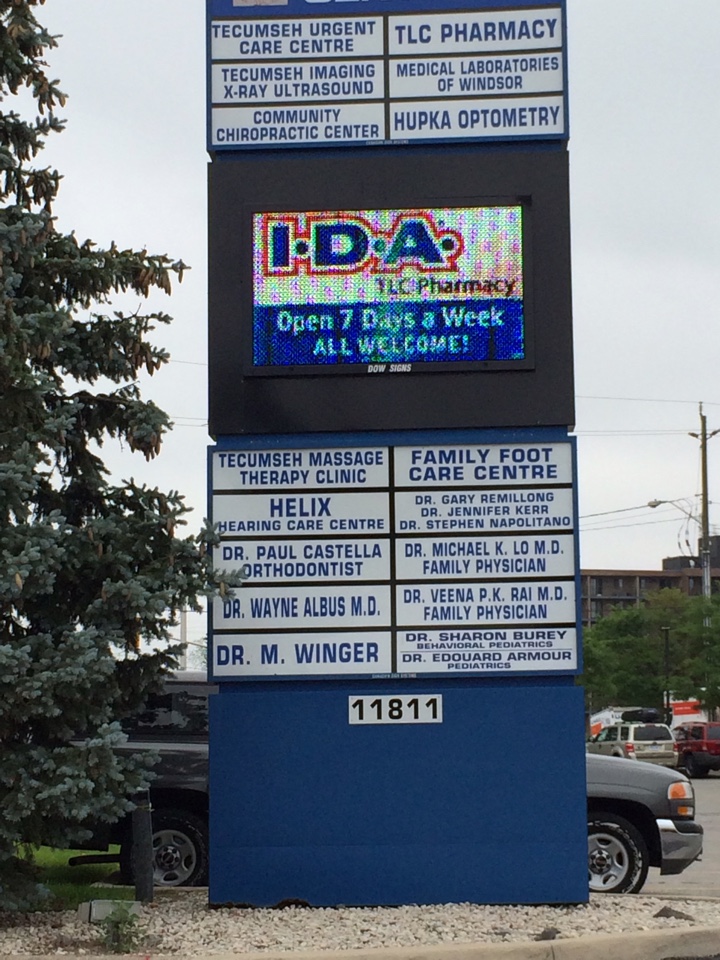 TECUMSEH URGENT
CARE CENTRE
TLC PHARMACY
TECUMSEH IMAGING
X-RAY ULTRASOUND
MEDICAL LABORATORIES
OF WINDSOR
COMMUNITY
CHIROPRACTIC CENTER
HUPKA OPTOMETRY
I·D·A·
TLC Pharmacy
Open 7 Days a Week
ALL WELCOME!
DOW SIGNS
TECUMSEH MASSAGE
THERAPY CLINIC
FAMILY FOOT
CARE CENTRE
HELIX
HEARING CARE CENTRE
DR. GARY REMILLONG
DR. JENNIFER KERR
DR. STEPHEN NAPOLITANO
DR. PAUL CASTELLA
ORTHODONTIST
DR. MICHAEL K. LO M.D.
FAMILY PHYSICIAN
DR. WAYNE ALBUS M.D.
DR. VEENA P.K. RAI M.D.
FAMILY PHYSICIAN
DR. M. WINGER
DR. SHARON BUREY
BEHAVIORAL PEDIATRICS
DR. EDOUARD ARMOUR
PEDIATRICS
11811